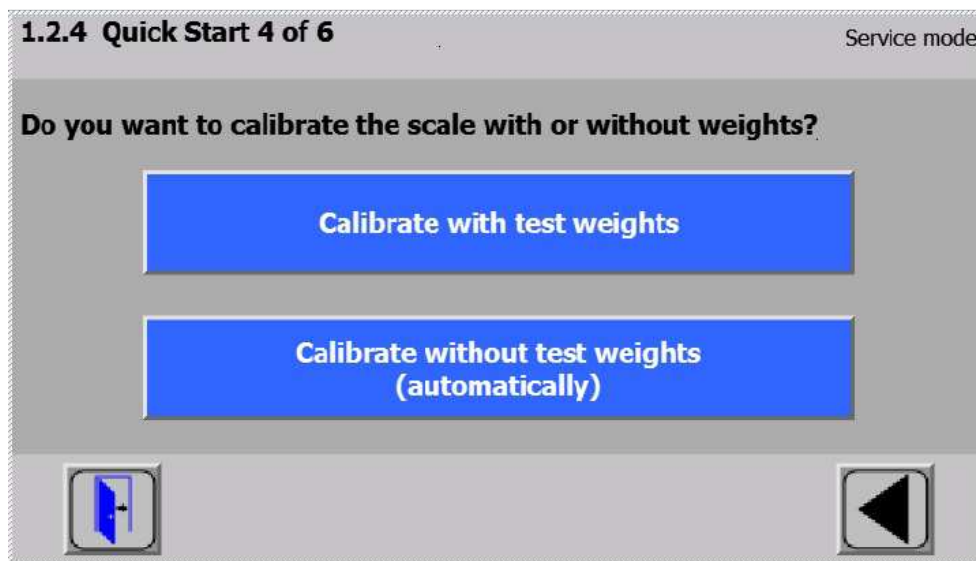 1.2.4 Quick Start 4 of 6
Service mode
Do you want to calibrate the scale with or without weights?
Calibrate with test weights
Calibrate without test weights
(automatically)